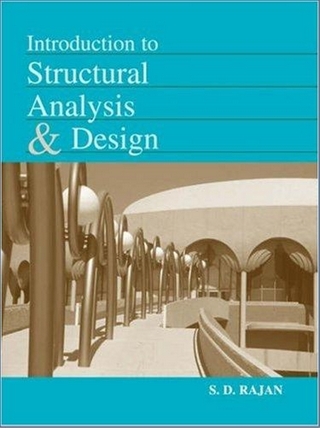 Introduction to
Structural
Analysis
& Design
S. D. RAJAN